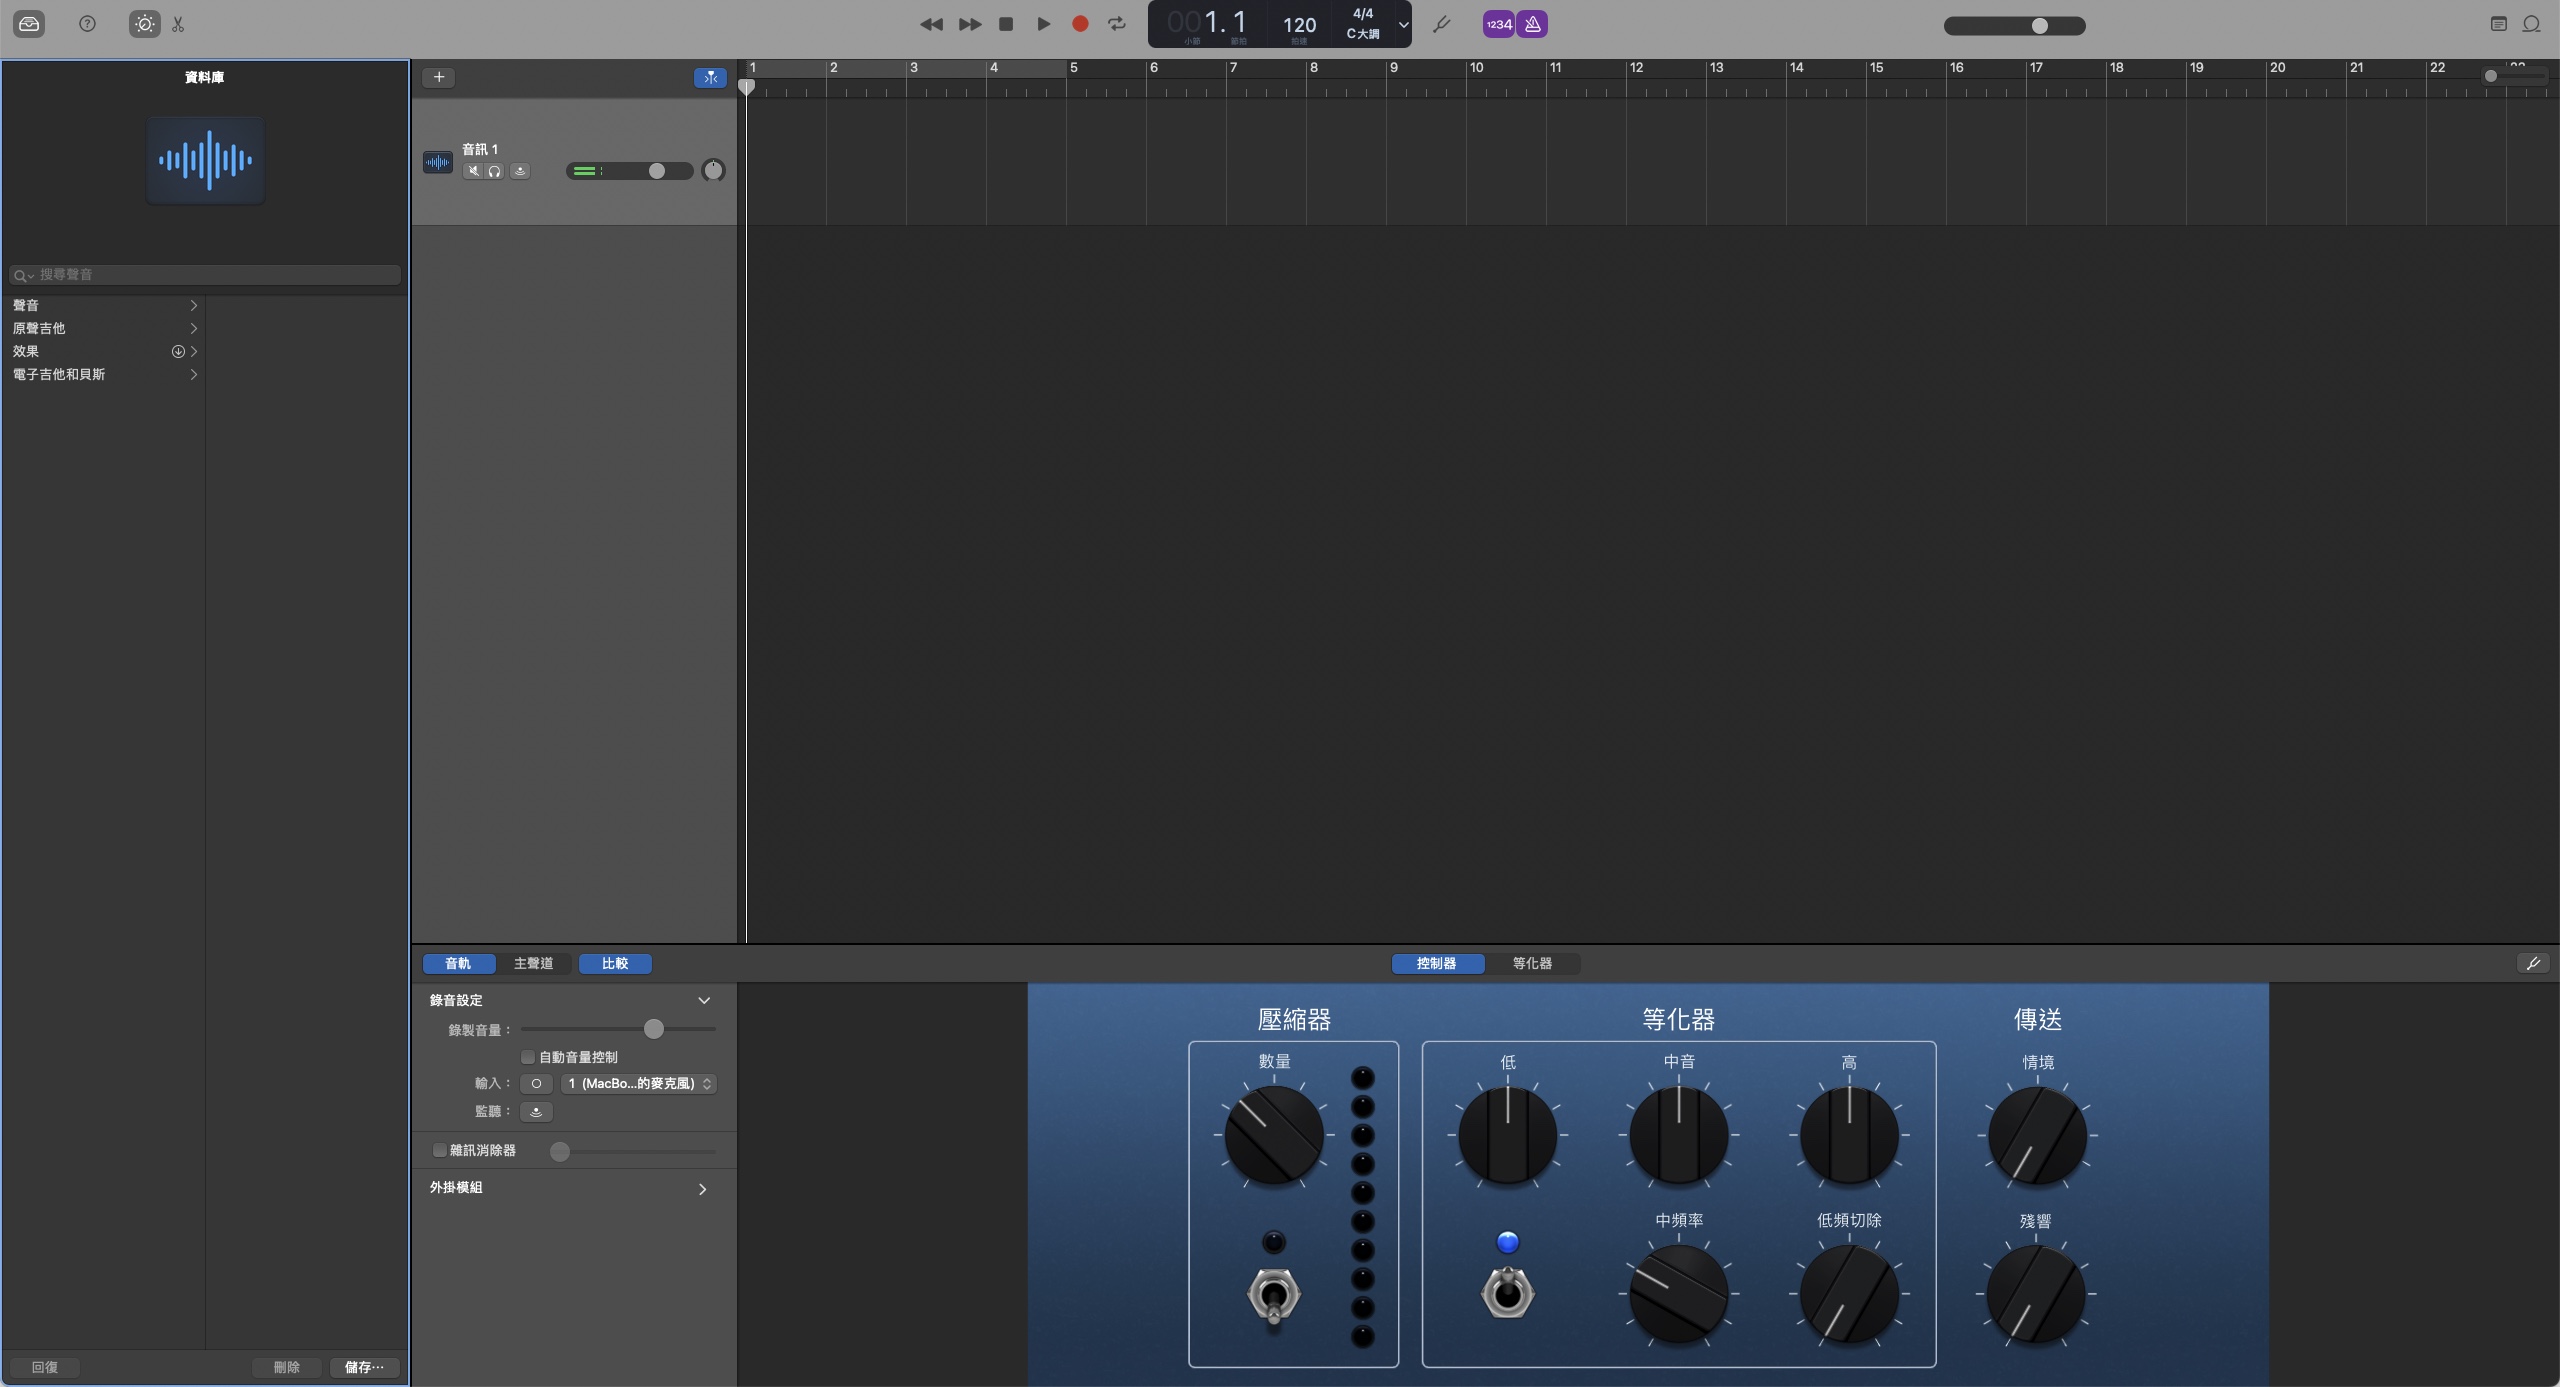 001. 1
小節 節拍
120
拍速
4/4
C大調
1234
資料庫
搜尋聲音
聲音
原聲吉他
效果
電子吉他和貝斯
回復 刪除 儲存…
1 2 3 4 5 6 7 8 9 10 11 12 13 14 15 16 17 18 19 20 21 22
音訊 1
音軌 主聲道 比較
控制器 等化器
錄音設定
錄製音量：
自動音量控制
輸入： 1 (MacBo...的麥克風)
監聽：
雜訊消除器
外掛模組
壓縮器
數量
等化器
低 中音 高
中頻率 低頻切除
傳送
情境
殘響